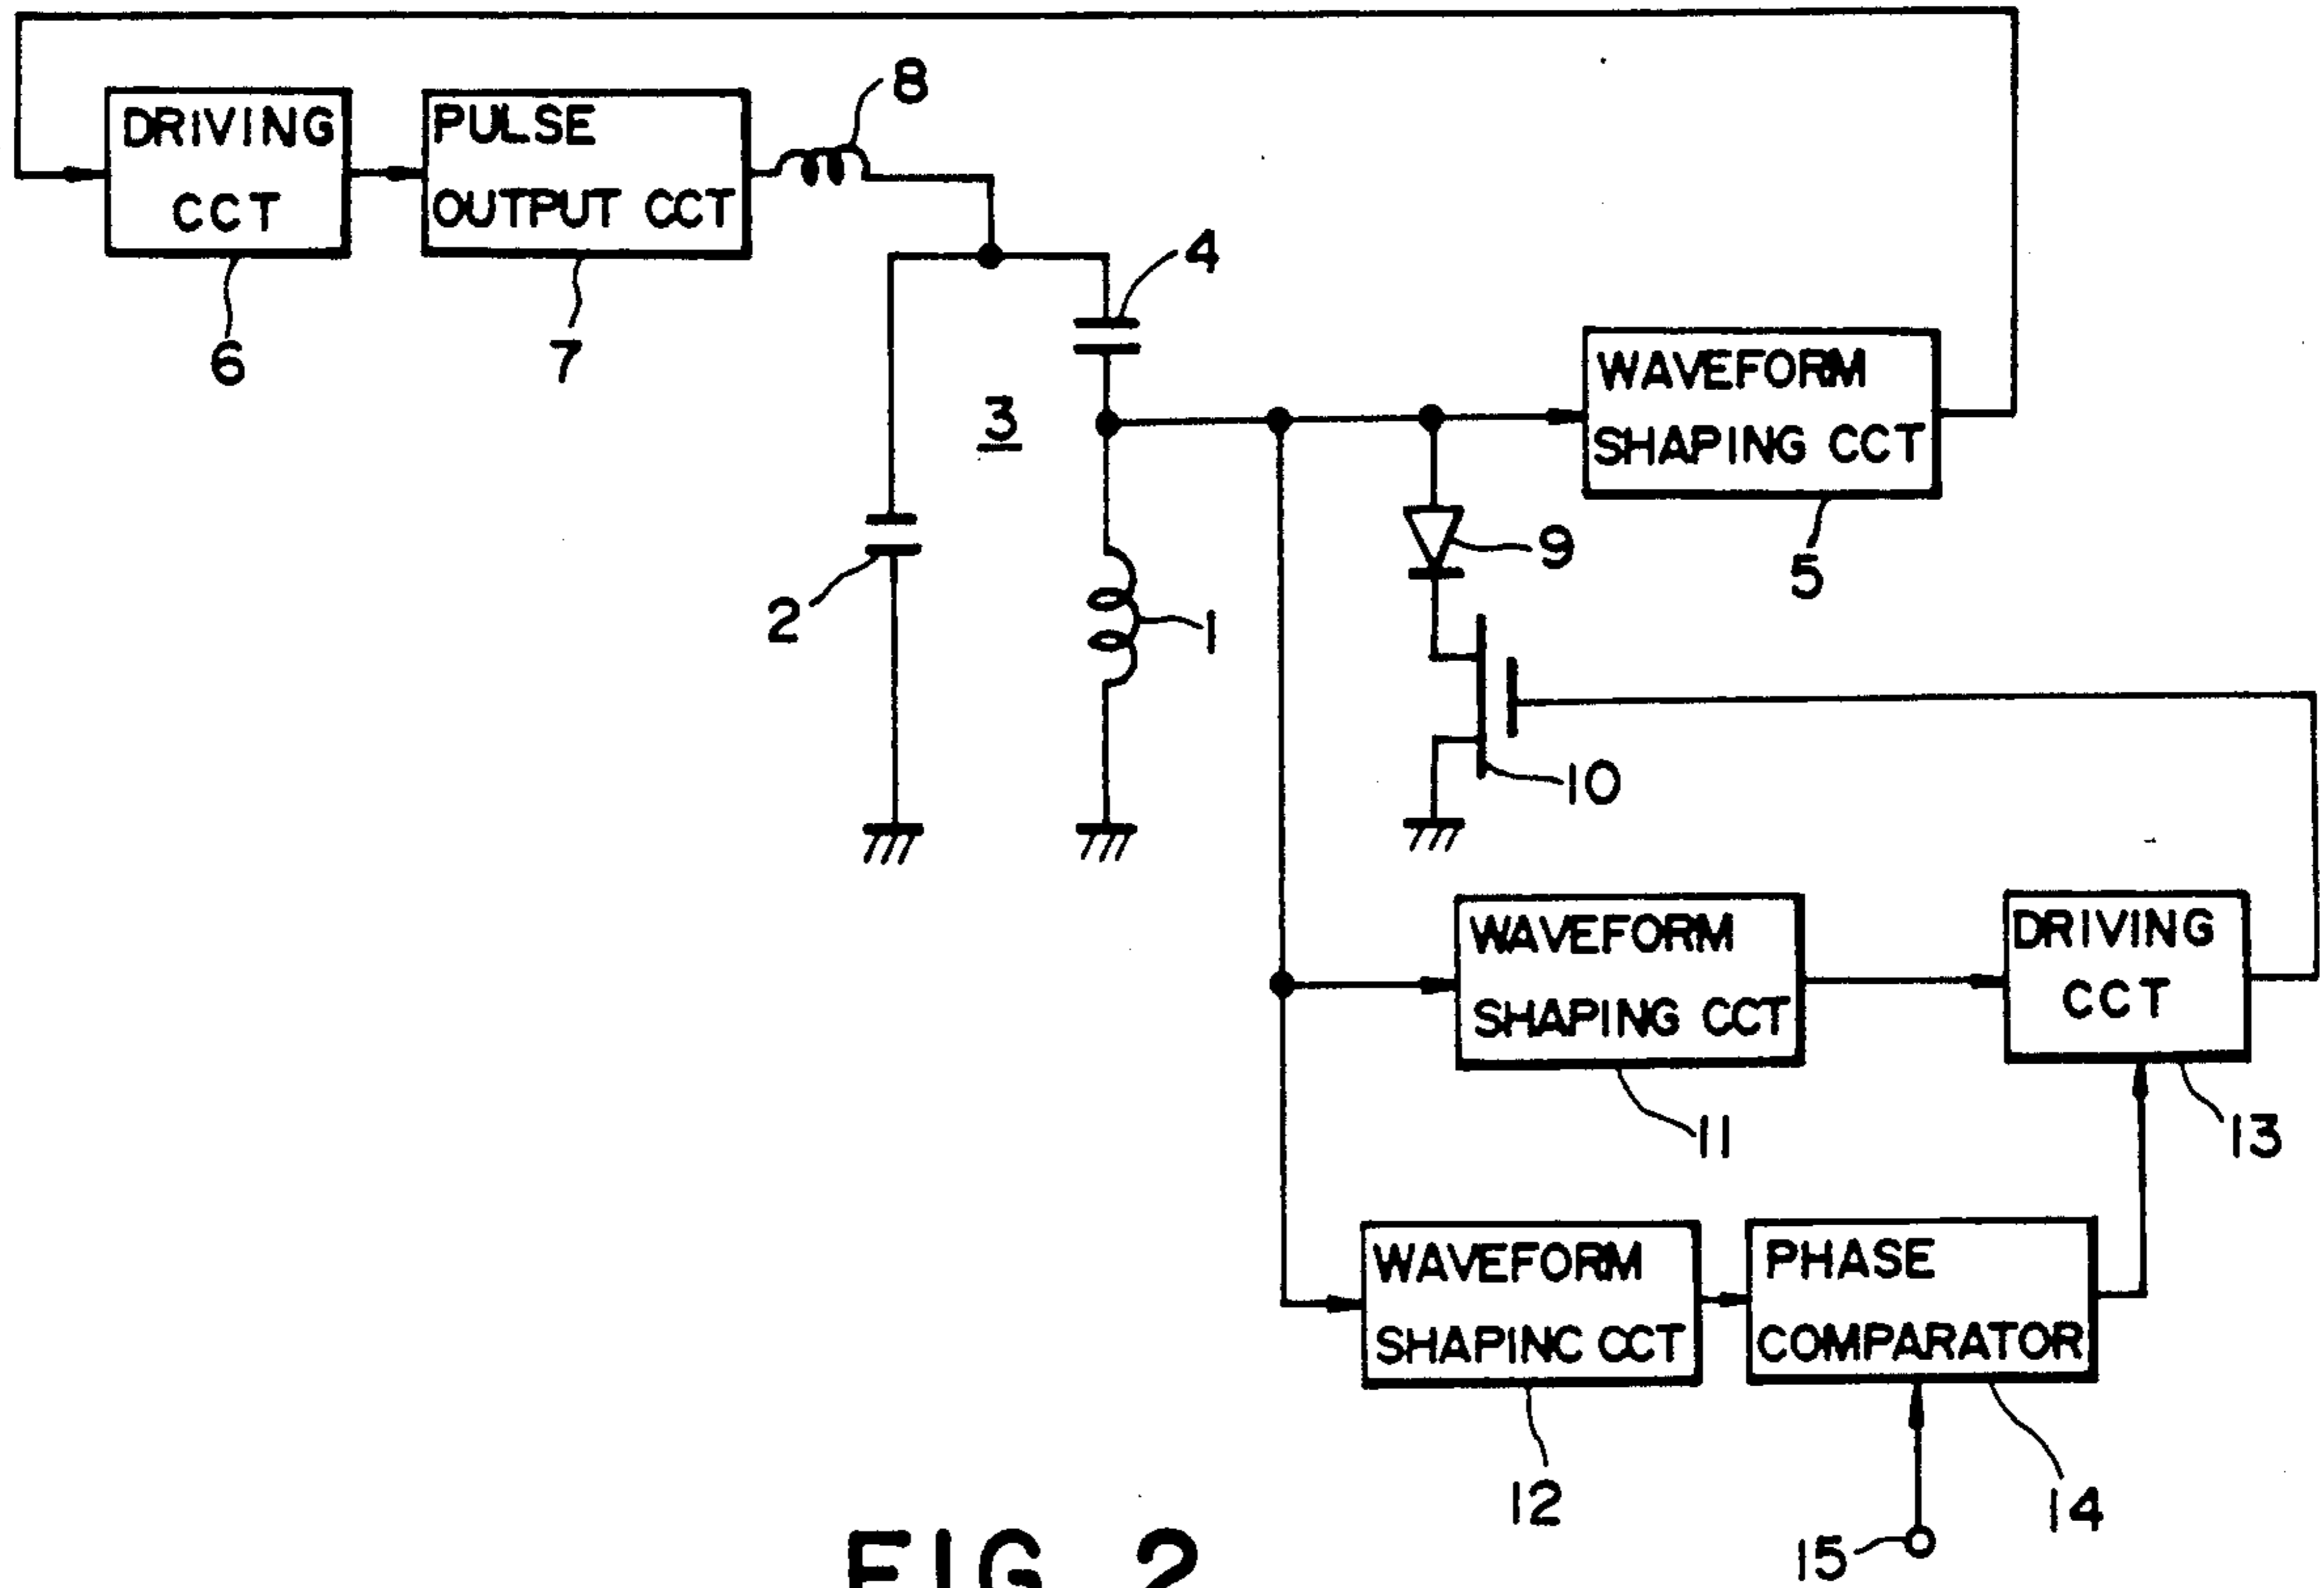 DRIVING
CCT
6
PULSE
OUTPUT CCT
7
8
4
3
2
1
WAVEFORM
SHAPING CCT
5
9
10
WAVEFORM
SHAPING CCT
11
DRIVING
CCT
13
WAVEFORM
SHAPINC CCT
12
PHASE
COMPARATOR
14
15
FIG. 2